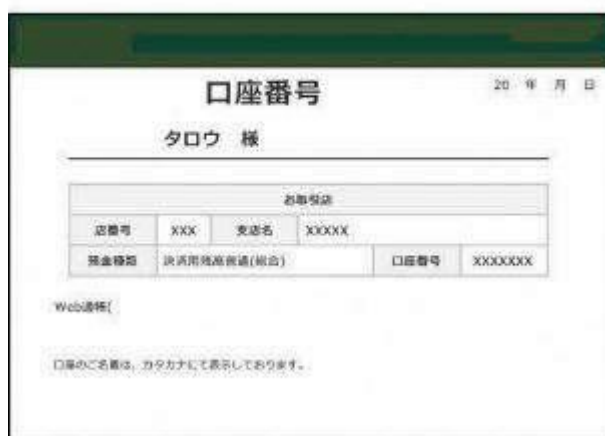 口座番号
20 年 月 日
タロウ 様
お取引店
店番号 XXX 支店名 XXXXX
預金種類 決済用残高普通(総合) 口座番号 XXXXXXX
Web通帳(
口座のご名義は、カタカナにて表示しております。